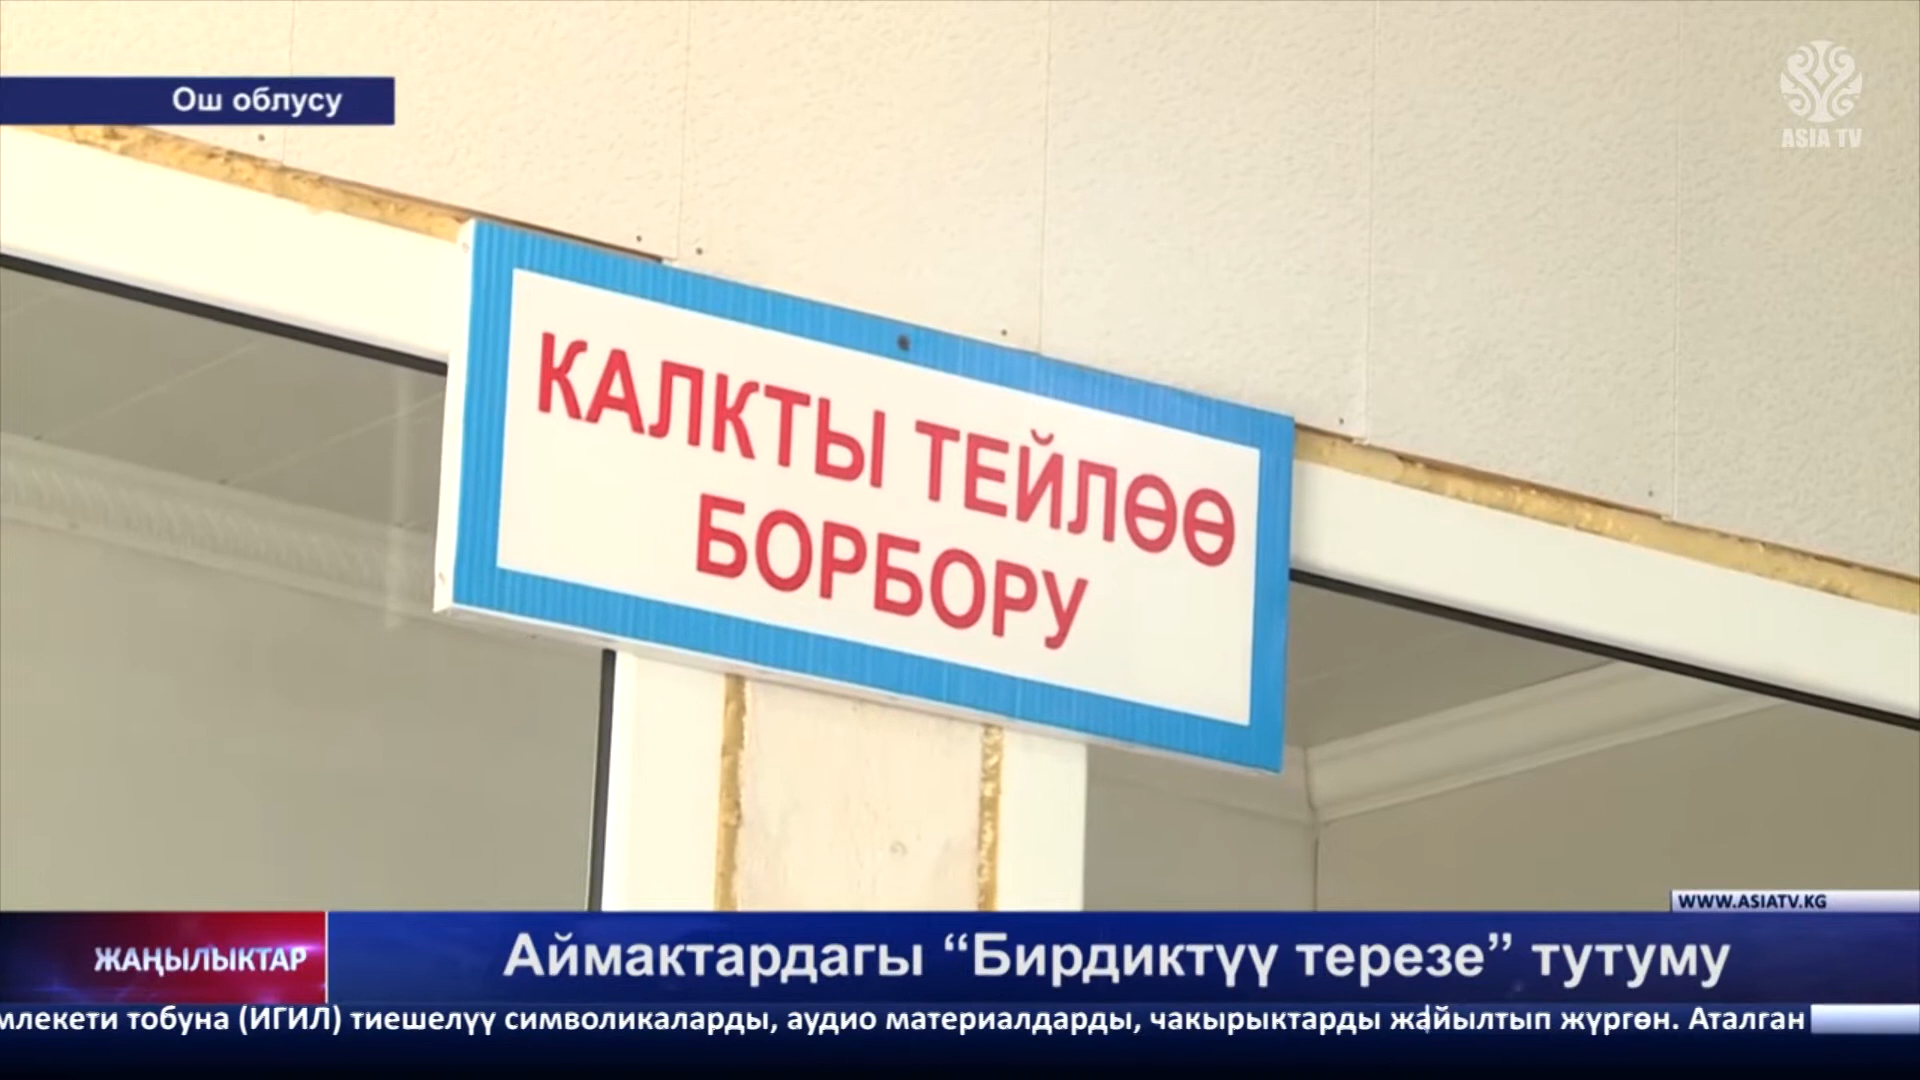 Ош облусу
ASIA TV
КАЛКТЫ ТЕЙЛӨӨ
БОРБОРУ
WWW.ASIATV.KG
ЖАҢЫЛЫКТАР
Аймактардагы “Бирдиктүү терезе” тутуму
тобуна (ИГИЛ) тиешелүү символикаларды, аудио материалдарды, чакырыктарды жайылтып жүргөн. Аталган